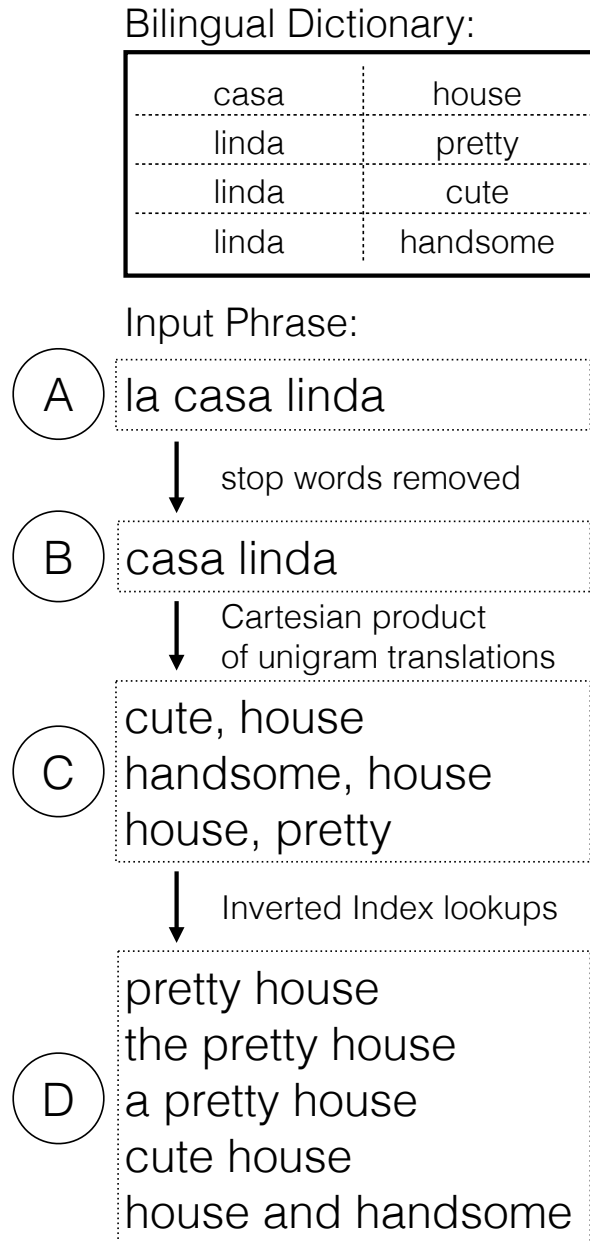 Bilingual Dictionary:
casa house
linda pretty
linda cute
linda handsome
Input Phrase:
A la casa linda
stop words removed
B casa linda
Cartesian product
of unigram translations
cute, house
C handsome, house
house, pretty
Inverted Index lookups
pretty house
the pretty house
D a pretty house
cute house
house and handsome